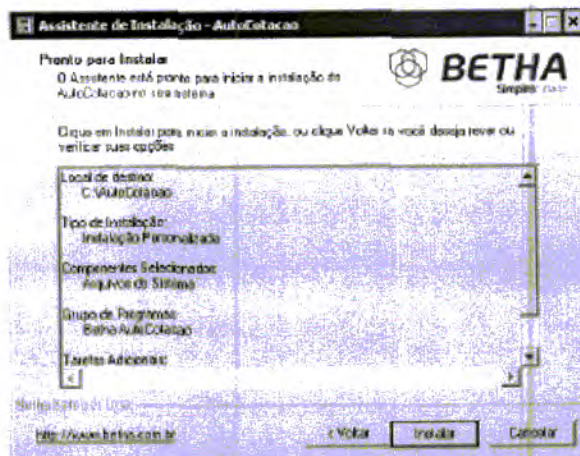 Assistente de Instalação - AutoCotacao
Pronto para Instalar
O Assistente está pronto para iniciar a instalação de
AutoCotacao no seu sistema
BETHA
Clique em Instalar para iniciar a instalação, ou clique Voltar se você deseja rever ou
verificar suas opções
Local de destino:
C:\AutoCotacao
Tipo de Instalação:
Instalação Personalizada
Componentes Selecionados:
Arquivos do Sistema
Grupo de Programas:
Betha AutoCotacao
Tarefas Adicionais:
http://www.betha.com.br
< Voltar
Instalar
Cancelar